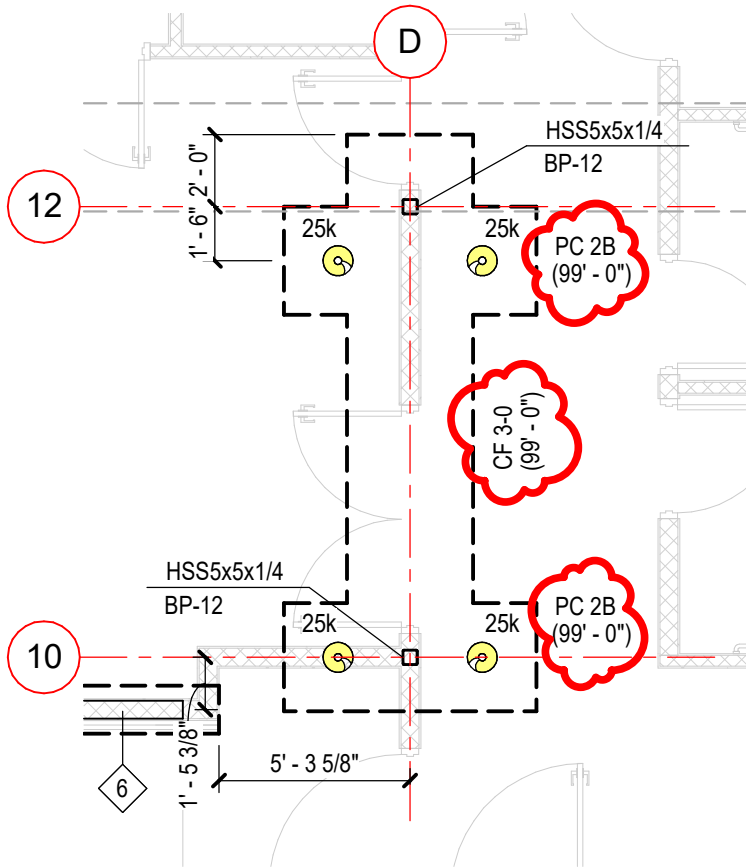 D
HSS5x5x1/4
BP-12
2' - 0"
1' - 6"
12
25k
25k
PC 2B
(99' - 0")
CF 3-0
(99' - 0")
HSS5x5x1/4
BP-12
25k
25k
PC 2B
(99' - 0")
10
1' - 5 3/8"
5' - 3 5/8"
6